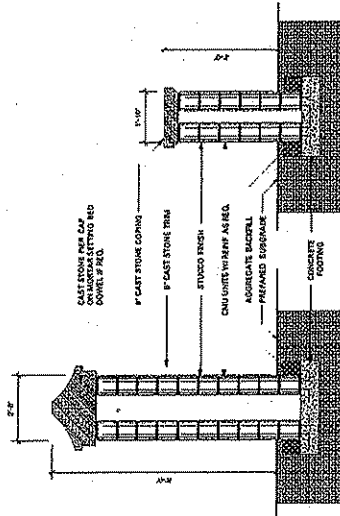 CAST STONE PIER CAP
ON MORTAR SETTING BED
DOWEL IF REQ.
8" CAST STONE COPING
8" CAST STONE TRIM
STUCCO FINISH
CMU UNITS W/ REINF AS REQ.
AGGREGATE BACKFILL
PREPARED SUBGRADE
CONCRETE
FOOTING
2'-8"
1'-10"